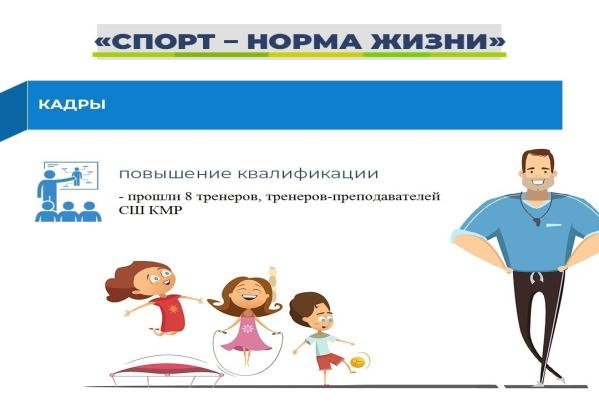 «СПОРТ – НОРМА ЖИЗНИ»
КАДРЫ
повышение квалификации
- прошли 8 тренеров, тренеров-преподавателей
СШ КМР